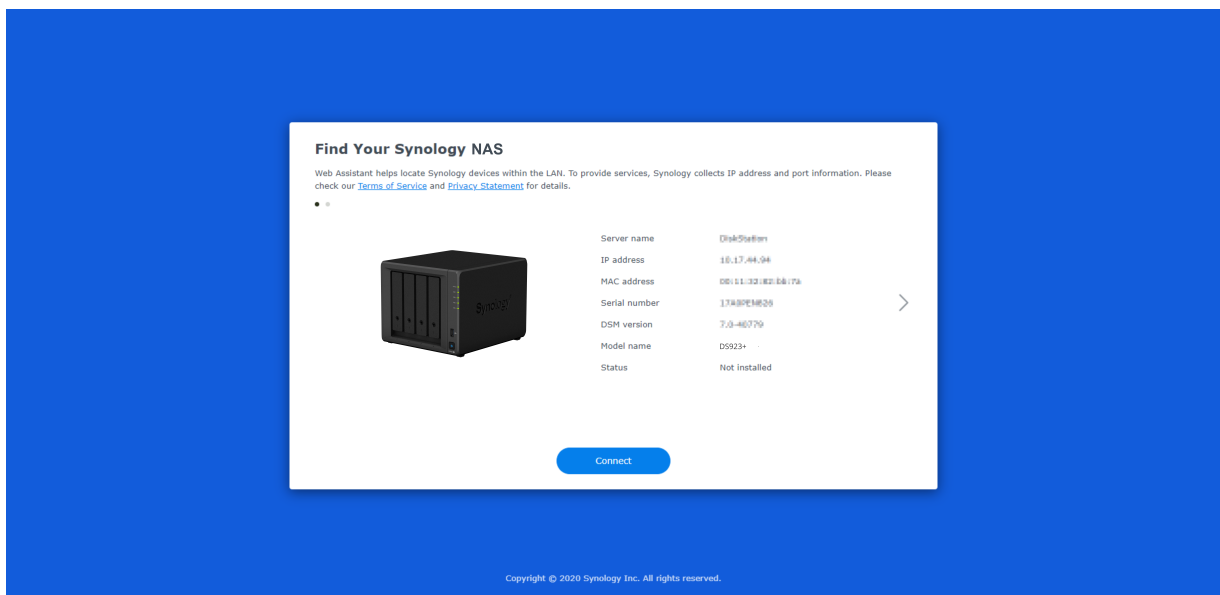 Find Your Synology NAS
Web Assistant helps locate Synology devices within the LAN. To provide services, Synology collects IP address and port information. Please
check our Terms of Service and Privacy Statement for details.
Synology
Server name DiskStation
IP address
MAC address
Serial number
DSM version
Model name DS923+
Status Not installed
Connect
Copyright © 2020 Synology Inc. All rights reserved.